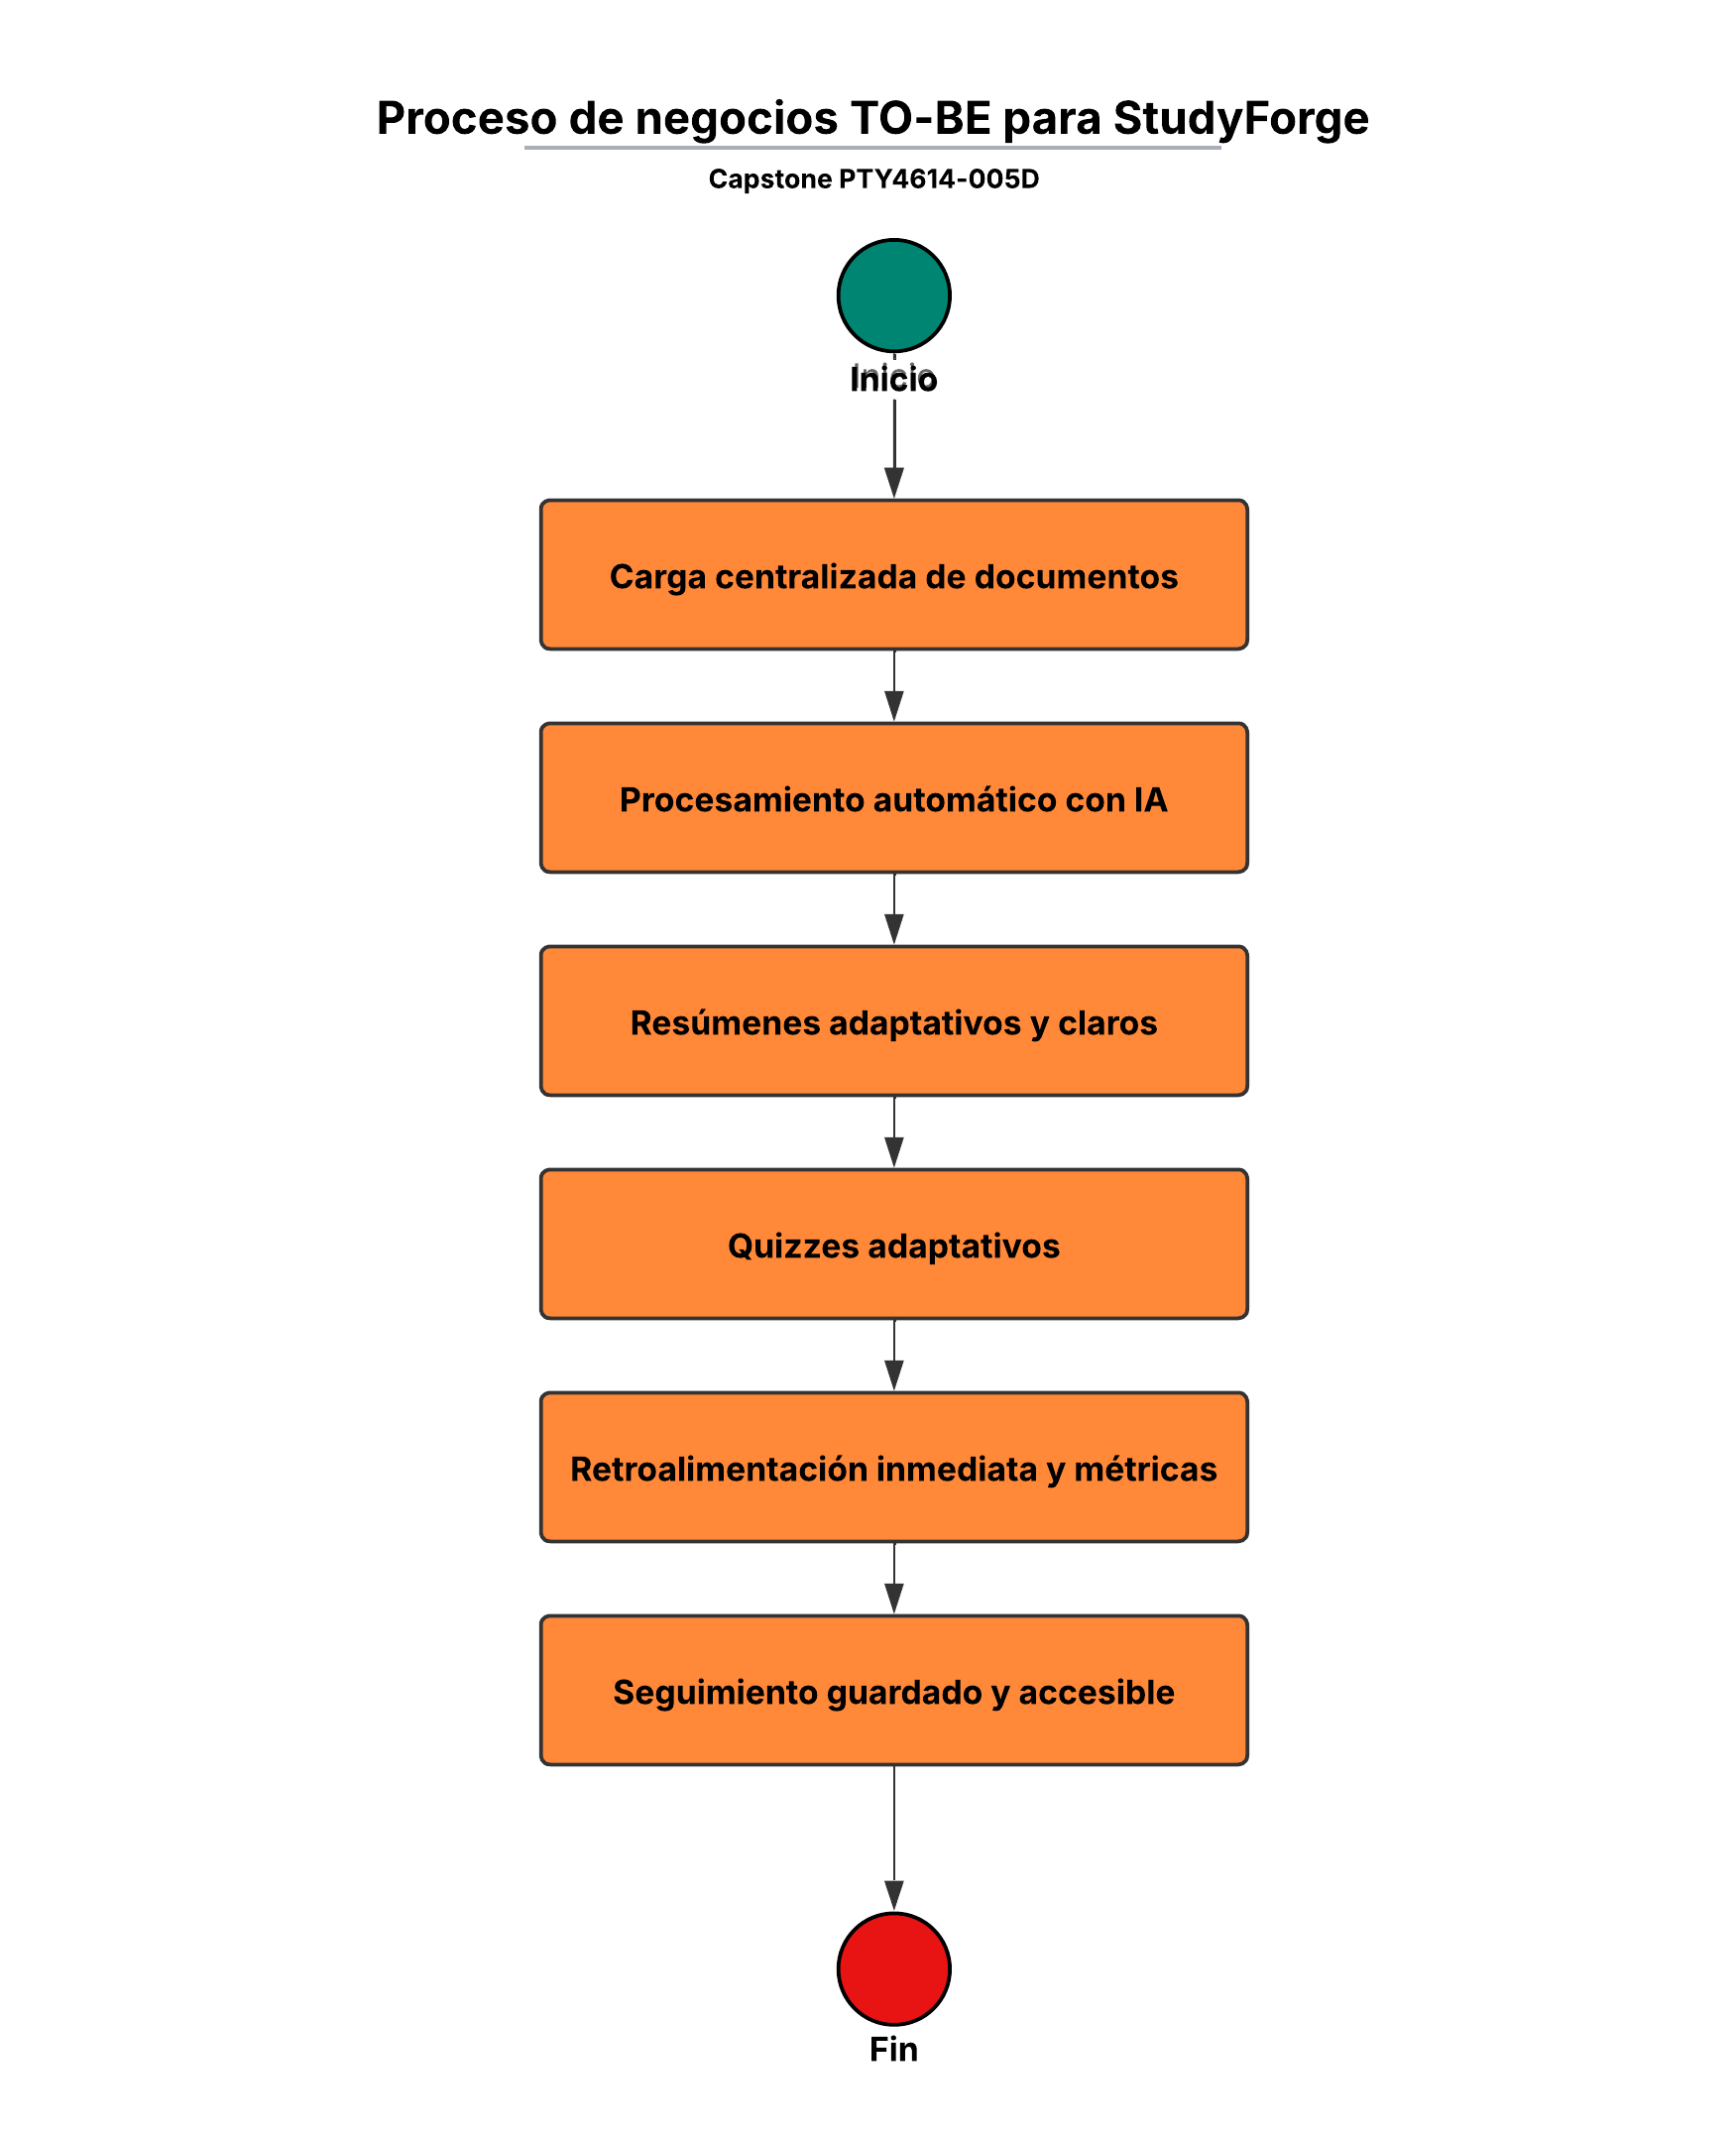 Proceso de negocios TO-BE para StudyForge
Capstone PTY4614-005D
Inicio
Carga centralizada de documentos
Procesamiento automático con IA
Resúmenes adaptativos y claros
Quizzes adaptativos
Retroalimentación inmediata y métricas
Seguimiento guardado y accesible
Fin